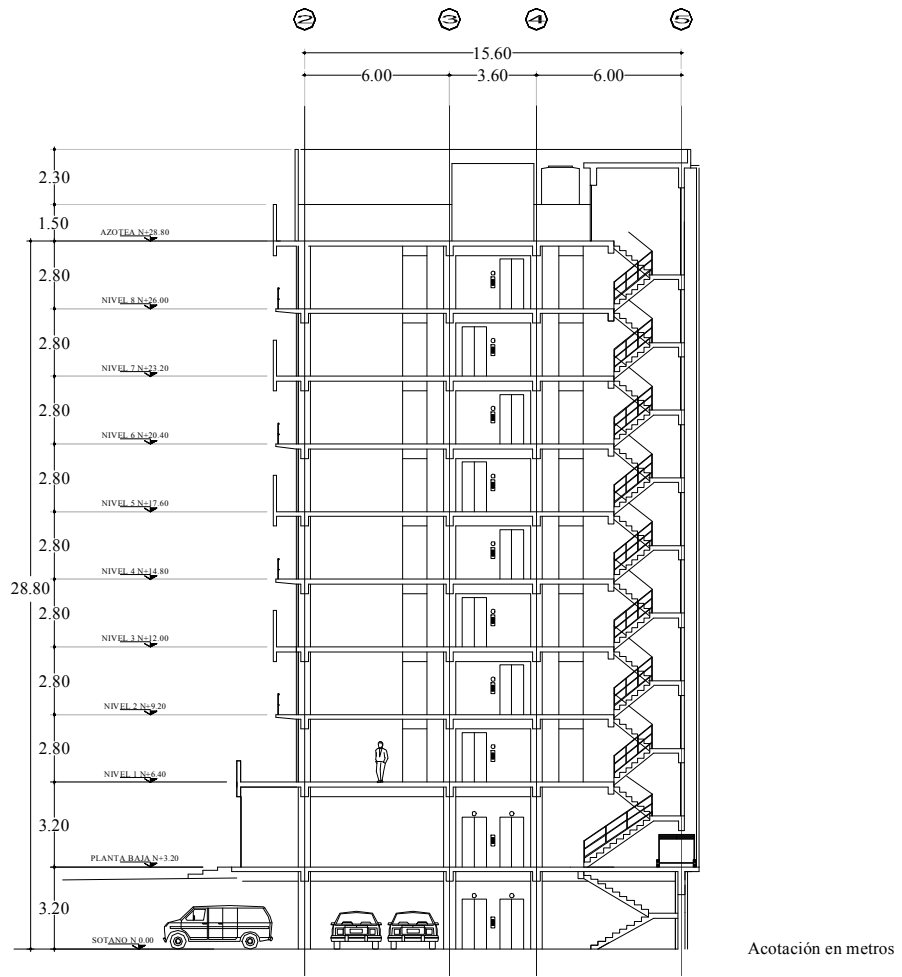 2 3 4 5
15.60
6.00 3.60 6.00
2.30
1.50
AZOTEA N+28.80
2.80
NIVEL 8 N+26.00
2.80
NIVEL 7 N+23.20
2.80
NIVEL 6 N+20.40
2.80
NIVEL 5 N+17.60
2.80
NIVEL 4 N+14.80
28.80
2.80
NIVEL 3 N+12.00
2.80
NIVEL 2 N+9.20
2.80
NIVEL 1 N+6.40
3.20
PLANTA BAJA N+3.20
3.20
SOTANO N 0.00
Acotación en metros